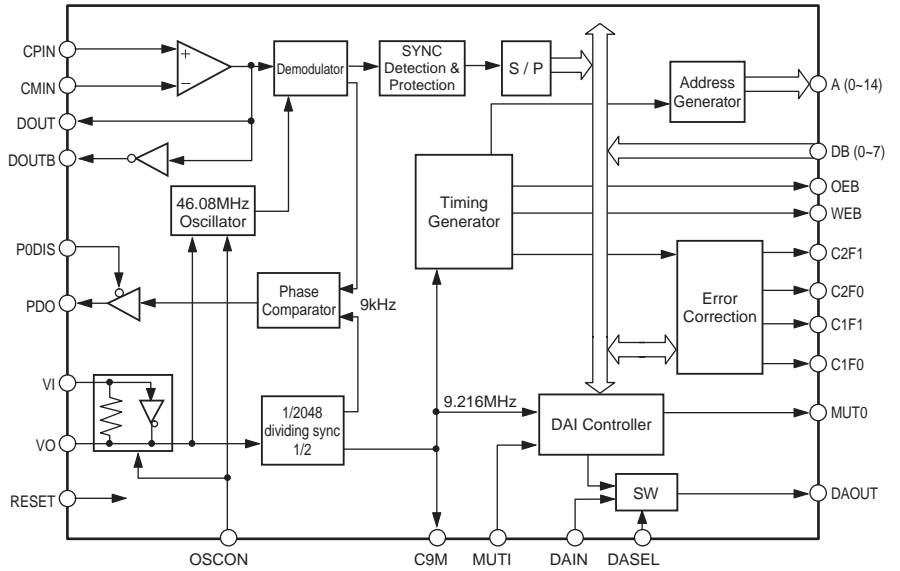 CPIN
CMIN
DOUT
DOUTB
P0DIS
PDO
VI
VO
RESET
+
−
Demodulator
SYNC
Detection &
Protection
S / P
Address
Generator
46.08MHz
Oscillator
Timing
Generator
Phase
Comparator
9kHz
Error
Correction
1/2048
dividing sync
1/2
9.216MHz
DAI Controller
SW
A (0~14)
DB (0~7)
OEB
WEB
C2F1
C2F0
C1F1
C1F0
MUT0
DAOUT
OSCON
C9M
MUTI
DAIN
DASEL